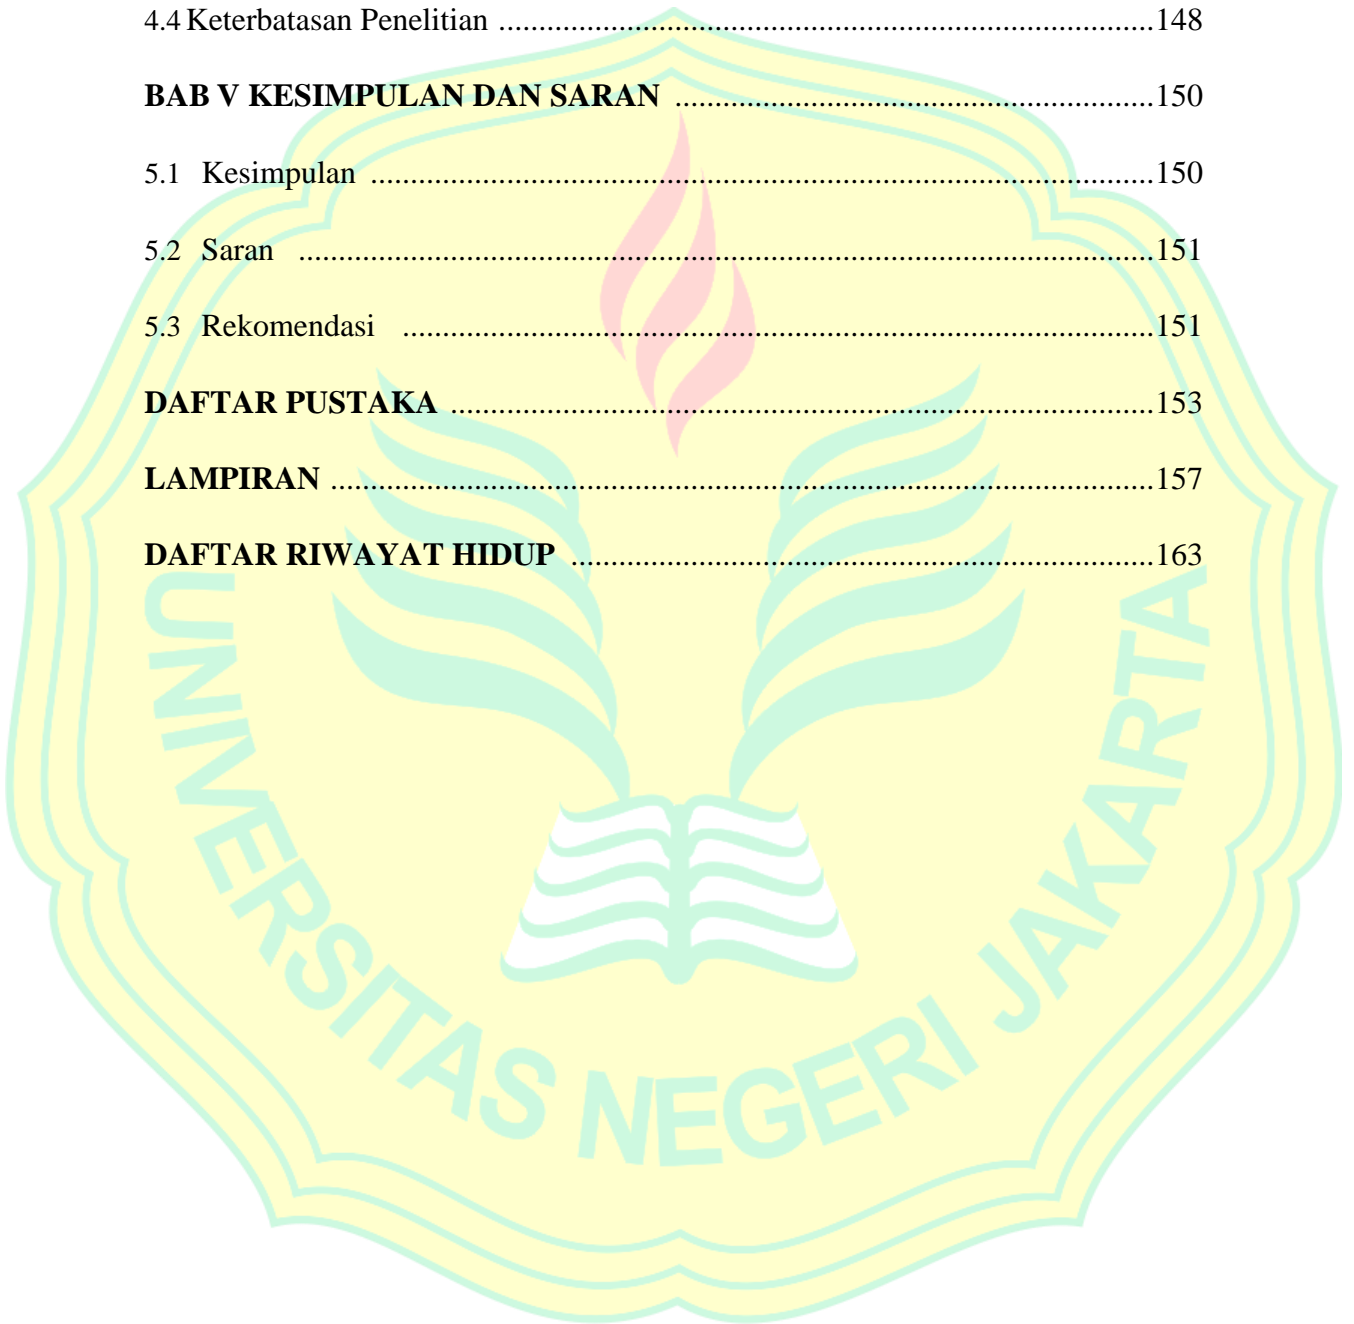 4.4 Keterbatasan Penelitian ....................................................................................148
BAB V KESIMPULAN DAN SARAN ............................................................150
5.1 Kesimpulan ....................................................................................................150
5.2 Saran ............................................................................................................151
5.3 Rekomendasi ................................................................................................151
DAFTAR PUSTAKA ..........................................................................................153
LAMPIRAN .........................................................................................................157
DAFTAR RIWAYAT HIDUP ..........................................................................163
UNIVERSITAS NEGERI JAKARTA